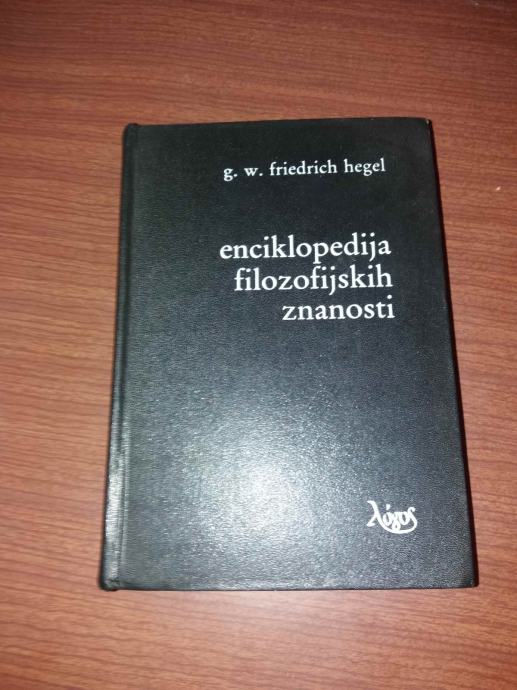 g. w. friedrich hegel
enciklopedija
filozofijskih
znanosti
λόγος